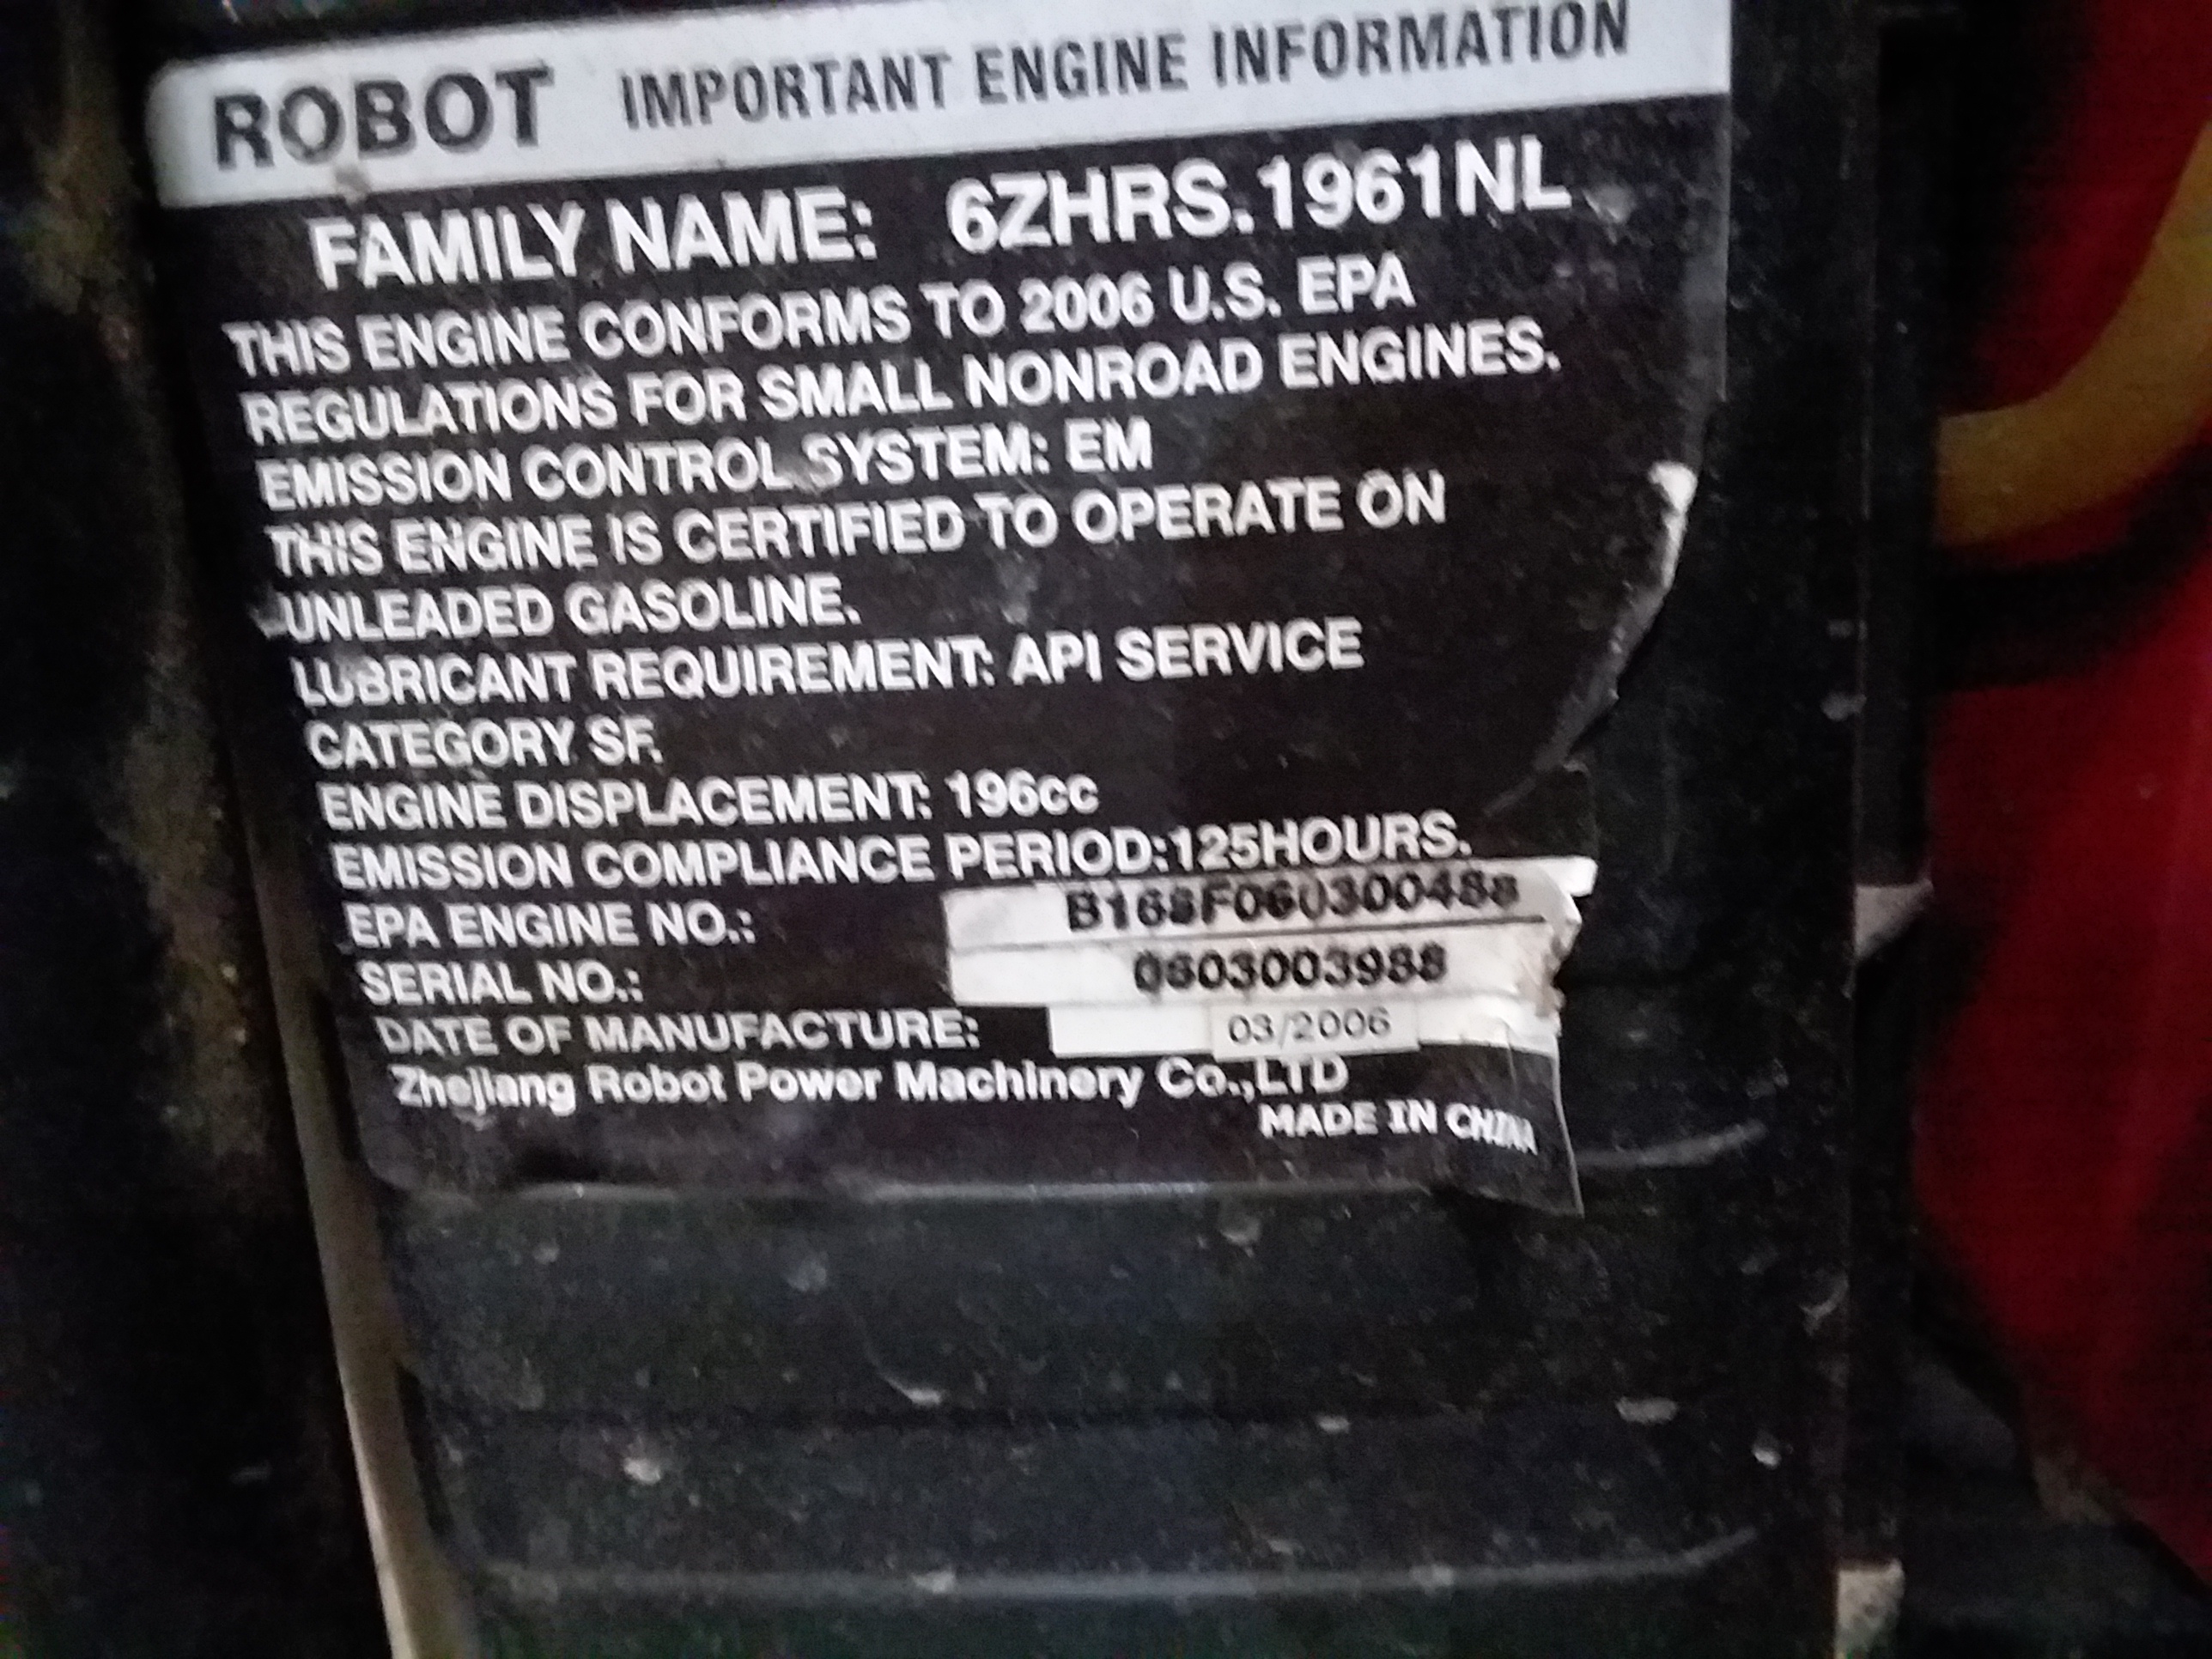 ROBOT IMPORTANT ENGINE INFORMATION
FAMILY NAME: 6ZHRS.1961NL
THIS ENGINE CONFORMS TO 2006 U.S. EPA
REGULATIONS FOR SMALL NONROAD ENGINES.
EMISSION CONTROL SYSTEM: EM
THIS ENGINE IS CERTIFIED TO OPERATE ON
UNLEADED GASOLINE.
LUBRICANT REQUIREMENT: API SERVICE
CATEGORY SF.
ENGINE DISPLACEMENT: 196cc
EMISSION COMPLIANCE PERIOD:125HOURS.
EPA ENGINE NO.: B168F060300488
SERIAL NO.: 0603003988
DATE OF MANUFACTURE: 03/2006
Zhejiang Robot Power Machinery Co.,LTD
MADE IN CHINA